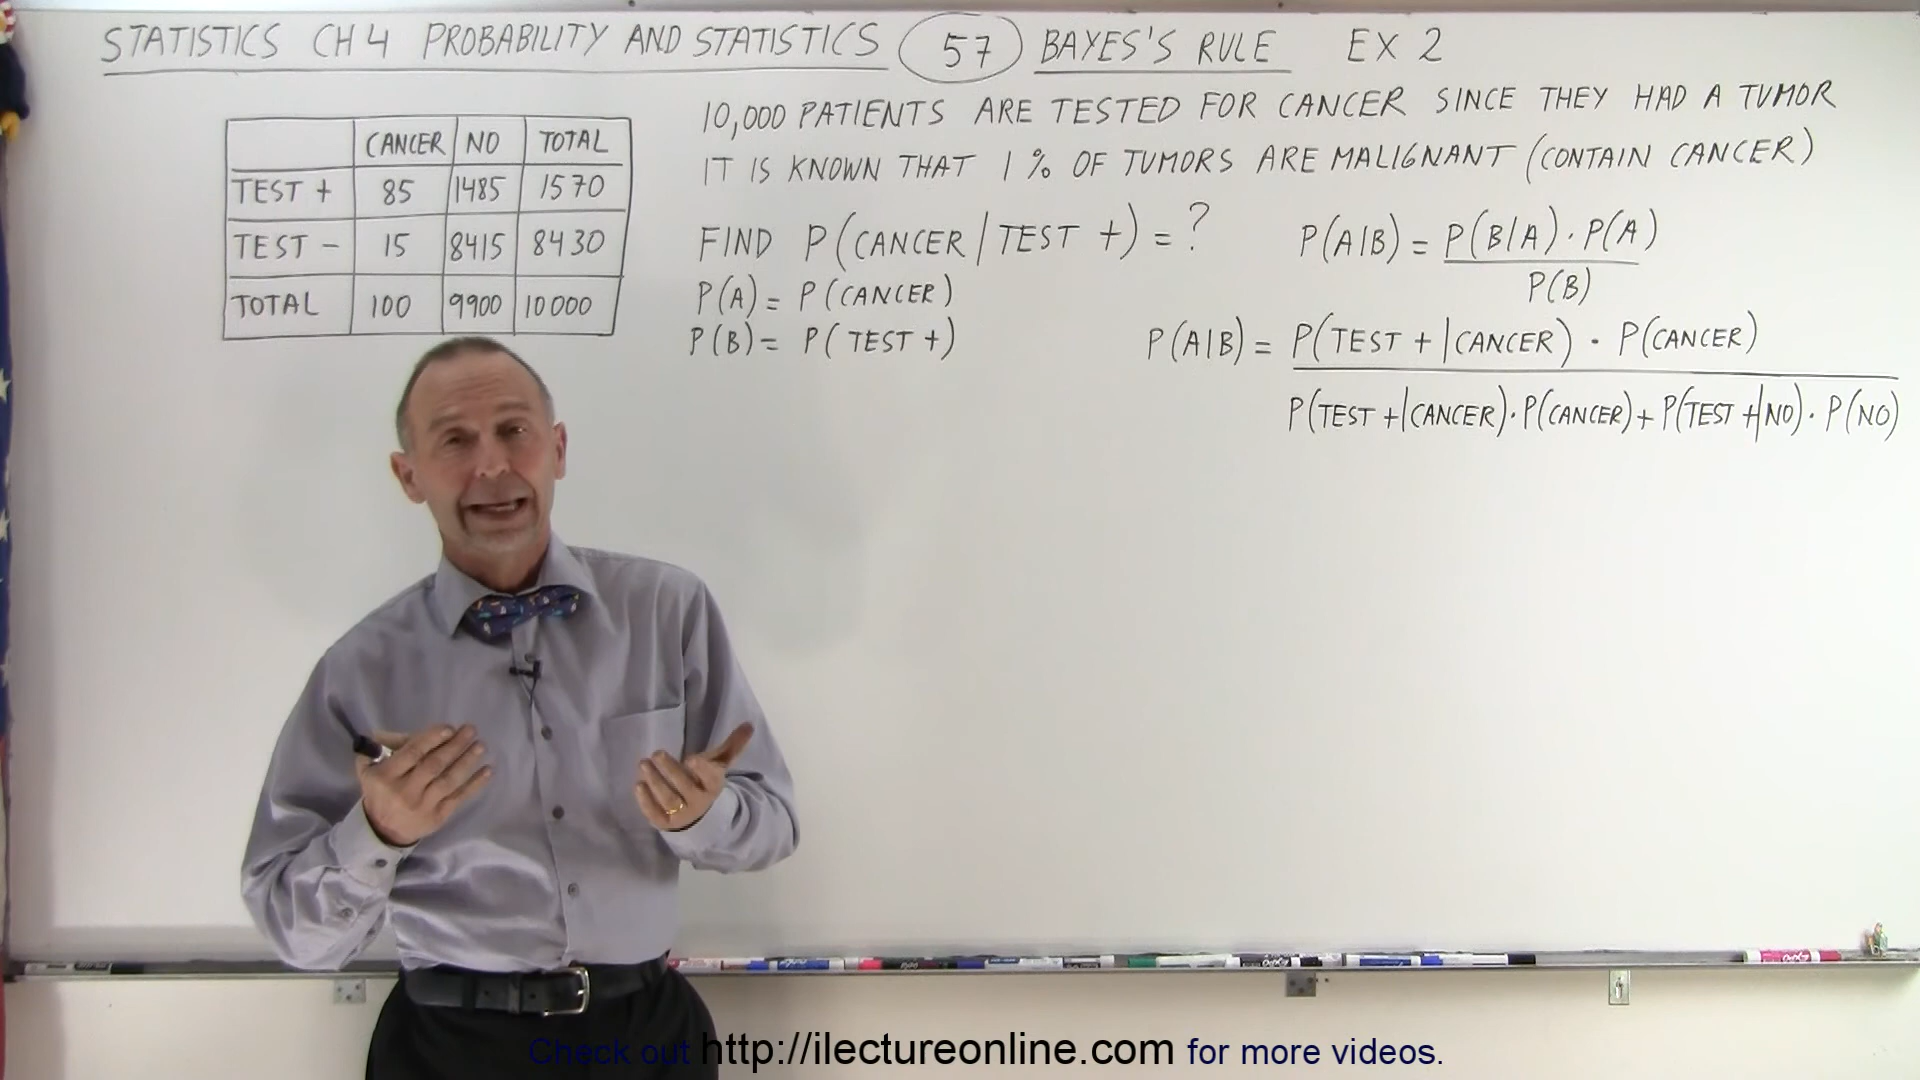 STATISTICS CH 4 PROBABILITY AND STATISTICS 57 BAYES'S RULE EX 2
CANCER NO TOTAL
TEST + 85 1485 1570
TEST - 15 8415 8430
TOTAL 100 9900 10000
10,000 PATIENTS ARE TESTED FOR CANCER SINCE THEY HAD A TUMOR
IT IS KNOWN THAT 1% OF TUMORS ARE MALIGNANT (CONTAIN CANCER)
FIND P(CANCER/TEST +) = ?
P(A) = P(CANCER)
P(B) = P(TEST +)
P(A|B) = P(B/A)·P(A)
P(B)
P(A|B) = P(TEST +|CANCER) · P(CANCER)
P(TEST +|CANCER)·P(CANCER) + P(TEST +|NO)· P(NO)
Check out http://ilectureonline.com for more videos.